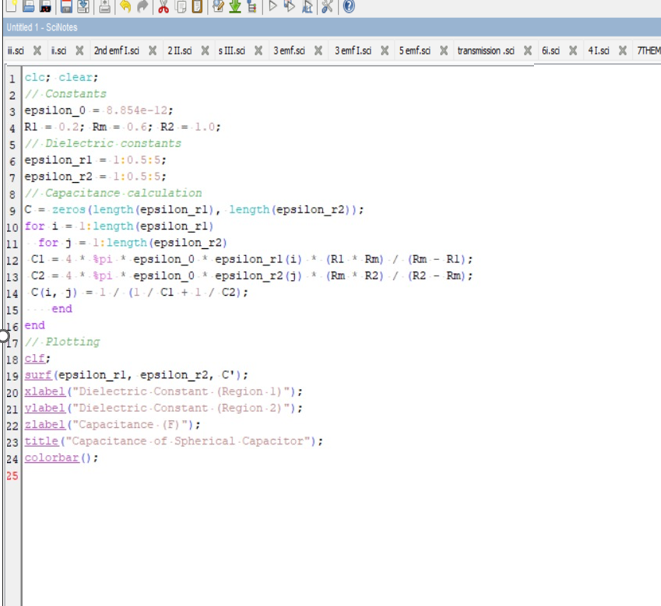 Untitled 1 - SciNotes
iii.sci ii.sci 2nd emf I.sci 2 II.sci s III.sci 3 emf.sci 3 emf I.sci 5 emf.sci transmission .sci 6i.sci 4 I.sci 7THEM
1 clc; clear;
2 // Constants
3 epsilon_0 = 8.854e-12;
4 R1 = 0.2; Rm = 0.6; R2 = 1.0;
5 // Dielectric constants
6 epsilon_r1 = 1:0.5:5;
7 epsilon_r2 = 1:0.5:5;
8 // Capacitance calculation
9 C = zeros(length(epsilon_r1), length(epsilon_r2));
10 for i = 1:length(epsilon_r1)
11 for j = 1:length(epsilon_r2)
12 C1 = 4 * %pi * epsilon_0 * epsilon_r1(i) * (R1 * Rm) / (Rm - R1);
13 C2 = 4 * %pi * epsilon_0 * epsilon_r2(j) * (Rm * R2) / (R2 - Rm);
14 C(i, j) = 1 / (1 / C1 + 1 / C2);
15 end
16 end
17 // Plotting
18 clf;
19 surf(epsilon_r1, epsilon_r2, C');
20 xlabel("Dielectric Constant (Region 1)");
21 ylabel("Dielectric Constant (Region 2)");
22 zlabel("Capacitance (F)");
23 title("Capacitance of Spherical Capacitor");
24 colorbar();
25